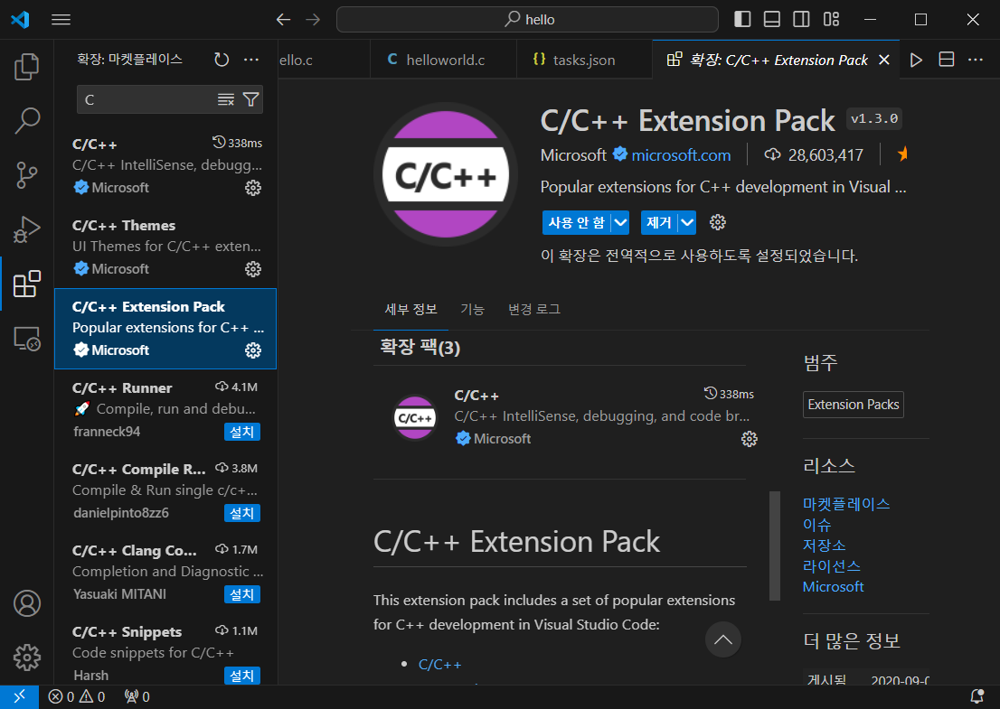 hello
확장: 마켓플레이스
ello.c
helloworld.c
{} tasks.json
확장: C/C++ Extension Pack
C
C/C++ 338ms
C/C++ IntelliSense, debugg...
Microsoft
C/C++ Themes
UI Themes for C/C++ exten...
Microsoft
C/C++ Extension Pack
Popular extensions for C++ ...
Microsoft
C/C++ Runner 4.1M
🚀 Compile, run and debu...
franneck94 설치
C/C++ Compile R... 3.8M
Compile & Run single c/c+...
danielpinto8zz6 설치
C/C++ Clang Co... 1.7M
Completion and Diagnostic ...
Yasuaki MITANI 설치
C/C++ Snippets 1.1M
Code snippets for C/C++
Harsh 설치
C/C++
C/C++ Extension Pack v1.3.0
Microsoft microsoft.com 28,603,417
Popular extensions for C++ development in Visual ...
사용 안 함 제거
이 확장은 전역적으로 사용하도록 설정되었습니다.
세부 정보 기능 변경 로그
확장 팩(3)
C/C++
C/C++ 338ms
C/C++ IntelliSense, debugging, and code br...
Microsoft
C/C++ Extension Pack
This extension pack includes a set of popular extensions
for C++ development in Visual Studio Code:
• C/C++
범주
Extension Packs
리소스
마켓플레이스
이슈
저장소
라이선스
Microsoft
더 많은 정보
게시됨 2020-09-0
0 0 0